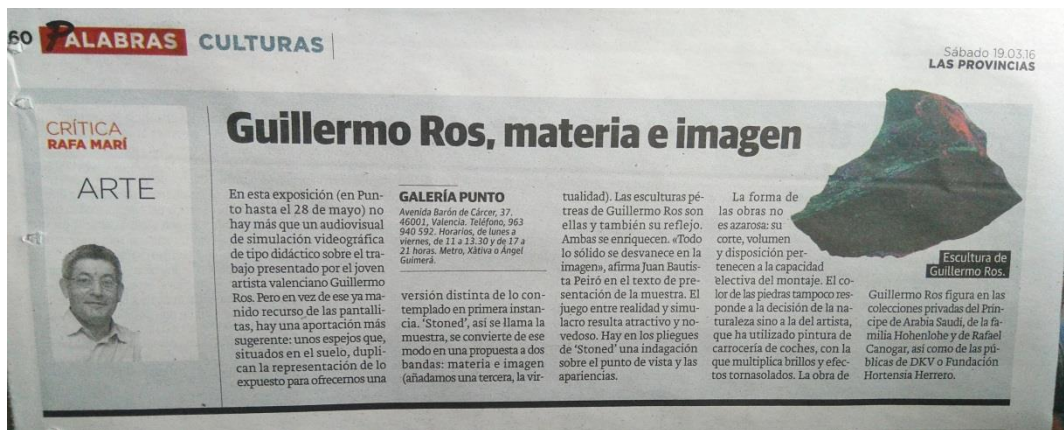 60 PALABRAS CULTURAS
Sábado 19.03.16
LAS PROVINCIAS
CRÍTICA
RAFA MARÍ
ARTE
Guillermo Ros, materia e imagen
En esta exposición (en Pun-
to hasta el 28 de mayo) no
hay más que un audiovisual
de simulación videográfica
de tipo didáctico sobre el tra-
bajo presentado por el joven
artista valenciano Guillermo
Ros. Pero en vez de ese ya ma-
nido recurso de las pantalli-
tas, hay una aportación más
sugerente: unos espejos que,
situados en el suelo, dupli-
can la representación de lo
expuesto para ofrecernos una
GALERÍA PUNTO
Avenida Barón de Cárcer, 37.
46001, Valencia. Teléfono, 963
940 592. Horarios, de lunes a
viernes, de 11 a 13.30 y de 17 a
21 horas. Metro, Xàtiva o Ángel
Guimerá.
versión distinta de lo con-
templado en primera instan-
cia. ‘Stoned’, así se llama la
muestra, se convierte de ese
modo en una propuesta a dos
bandas: materia e imagen
(añadamos una tercera, la vir-
tualidad). Las esculturas pé-
treas de Guillermo Ros son
ellas y también su reflejo.
Ambas se enriquecen. «Todo
lo sólido se desvanece en la
imagen», afirma Juan Bautis-
ta Peiró en el texto de pre-
sentación de la muestra. El
juego entre realidad y simu-
lacro resulta atractivo y no-
vedoso. Hay en los pliegues
de ‘Stoned’ una indagación
sobre el punto de vista y las
apariencias.
La forma de
las obras no
es azarosa: su
corte, volumen
y disposición per-
tenecen a la capacidad
electiva del montaje. El co-
lor de las piedras tampoco res-
ponde a la decisión de la na-
turaleza sino a la del artista,
que ha utilizado pintura de
carrocería de coches, con la
que multiplica brillos y efec-
tos tornasolados. La obra de
Escultura de
Guillermo Ros.
Guillermo Ros figura en las
colecciones privadas del Prín-
cipe de Arabia Saudí, de la fa-
milia Hohenlohe y de Rafael
Canogar, así como de las pú-
blicas de DKV o Fundación
Hortensia Herrero.